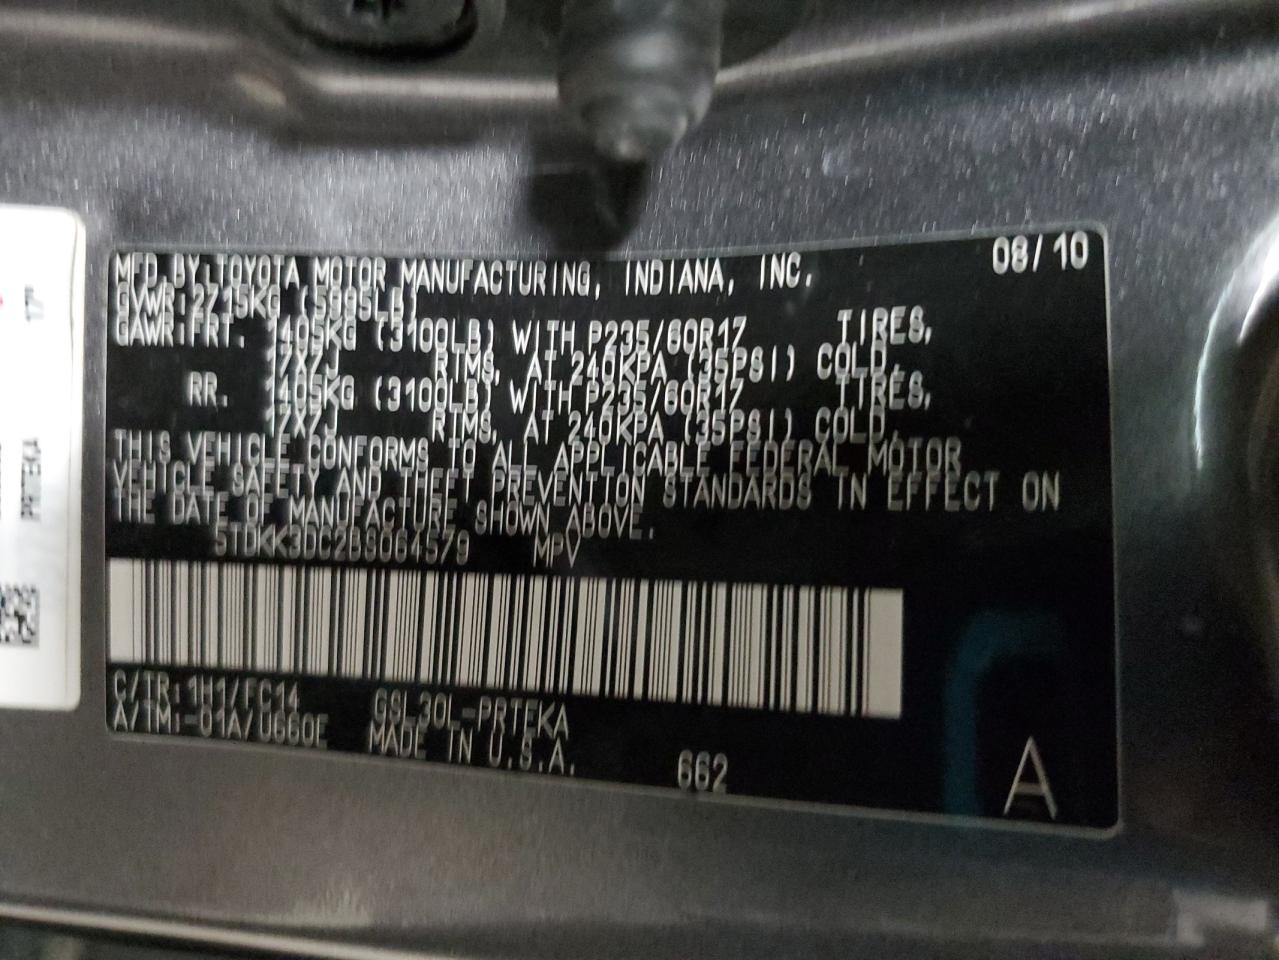 08/10
MFD.BY:TOYOTA MOTOR MANUFACTURING, INDIANA, INC.
GVWR:2715KG (5995LB)
GAWR:FRT. 1405KG (3100LB) WITH P235/60R17 TIRES,
17X7J RIMS, AT 240KPA (35PSI) COLD,
RR. 1405KG (3100LB) WITH P235/60R17 TIRES,
17X7J RIMS, AT 240KPA (35PSI) COLD.
THIS VEHICLE CONFORMS TO ALL APPLICABLE FEDERAL MOTOR
VEHICLE SAFETY AND THEFT PREVENTION STANDARDS IN EFFECT ON
THE DATE OF MANUFACTURE SHOWN ABOVE.
5TDKK3DC2BS064579 MPV
C/TR:1H1/FC14 GSL30L-PRTEKA
A/TM:-01A/U660E MADE IN U.S.A.
662
A
PRTEKA